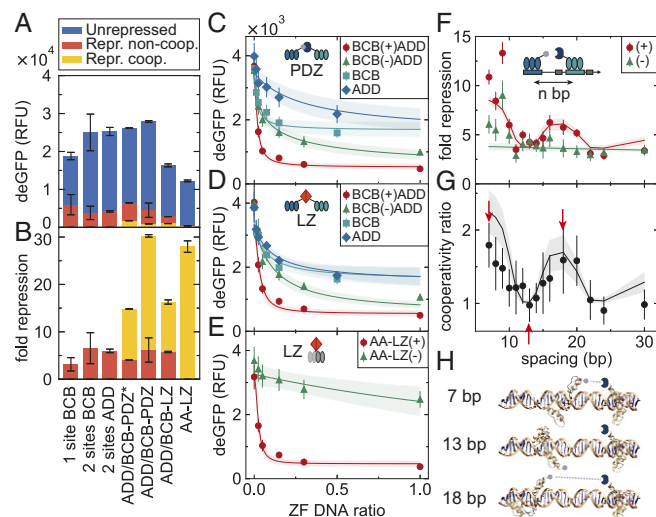 A
Unrepressed
Repr. non-coop.
Repr. coop.
×10⁴
deGFP (RFU)
4
3
2
1
0
B
fold repression
30
20
10
0
1 site BCB
2 sites BCB
2 sites ADD
ADD/BCB-PDZ*
ADD/BCB-PDZ
ADD/BCB-LZ
AA-LZ
C
×10³
PDZ
BCB(+)ADD
BCB(-)ADD
BCB
ADD
deGFP (RFU)
4
2
0
D
LZ
BCB(+)ADD
BCB(-)ADD
BCB
ADD
deGFP (RFU)
4
2
0
E
LZ
AA-LZ(+)
AA-LZ(-)
deGFP (RFU)
4
2
0
0.0
0.5
1.0
ZF DNA ratio
F
(+)
(-)
n bp
fold repression
15
10
5
0
G
cooperativity ratio
2
1
10
20
30
spacing (bp)
H
7 bp
13 bp
18 bp